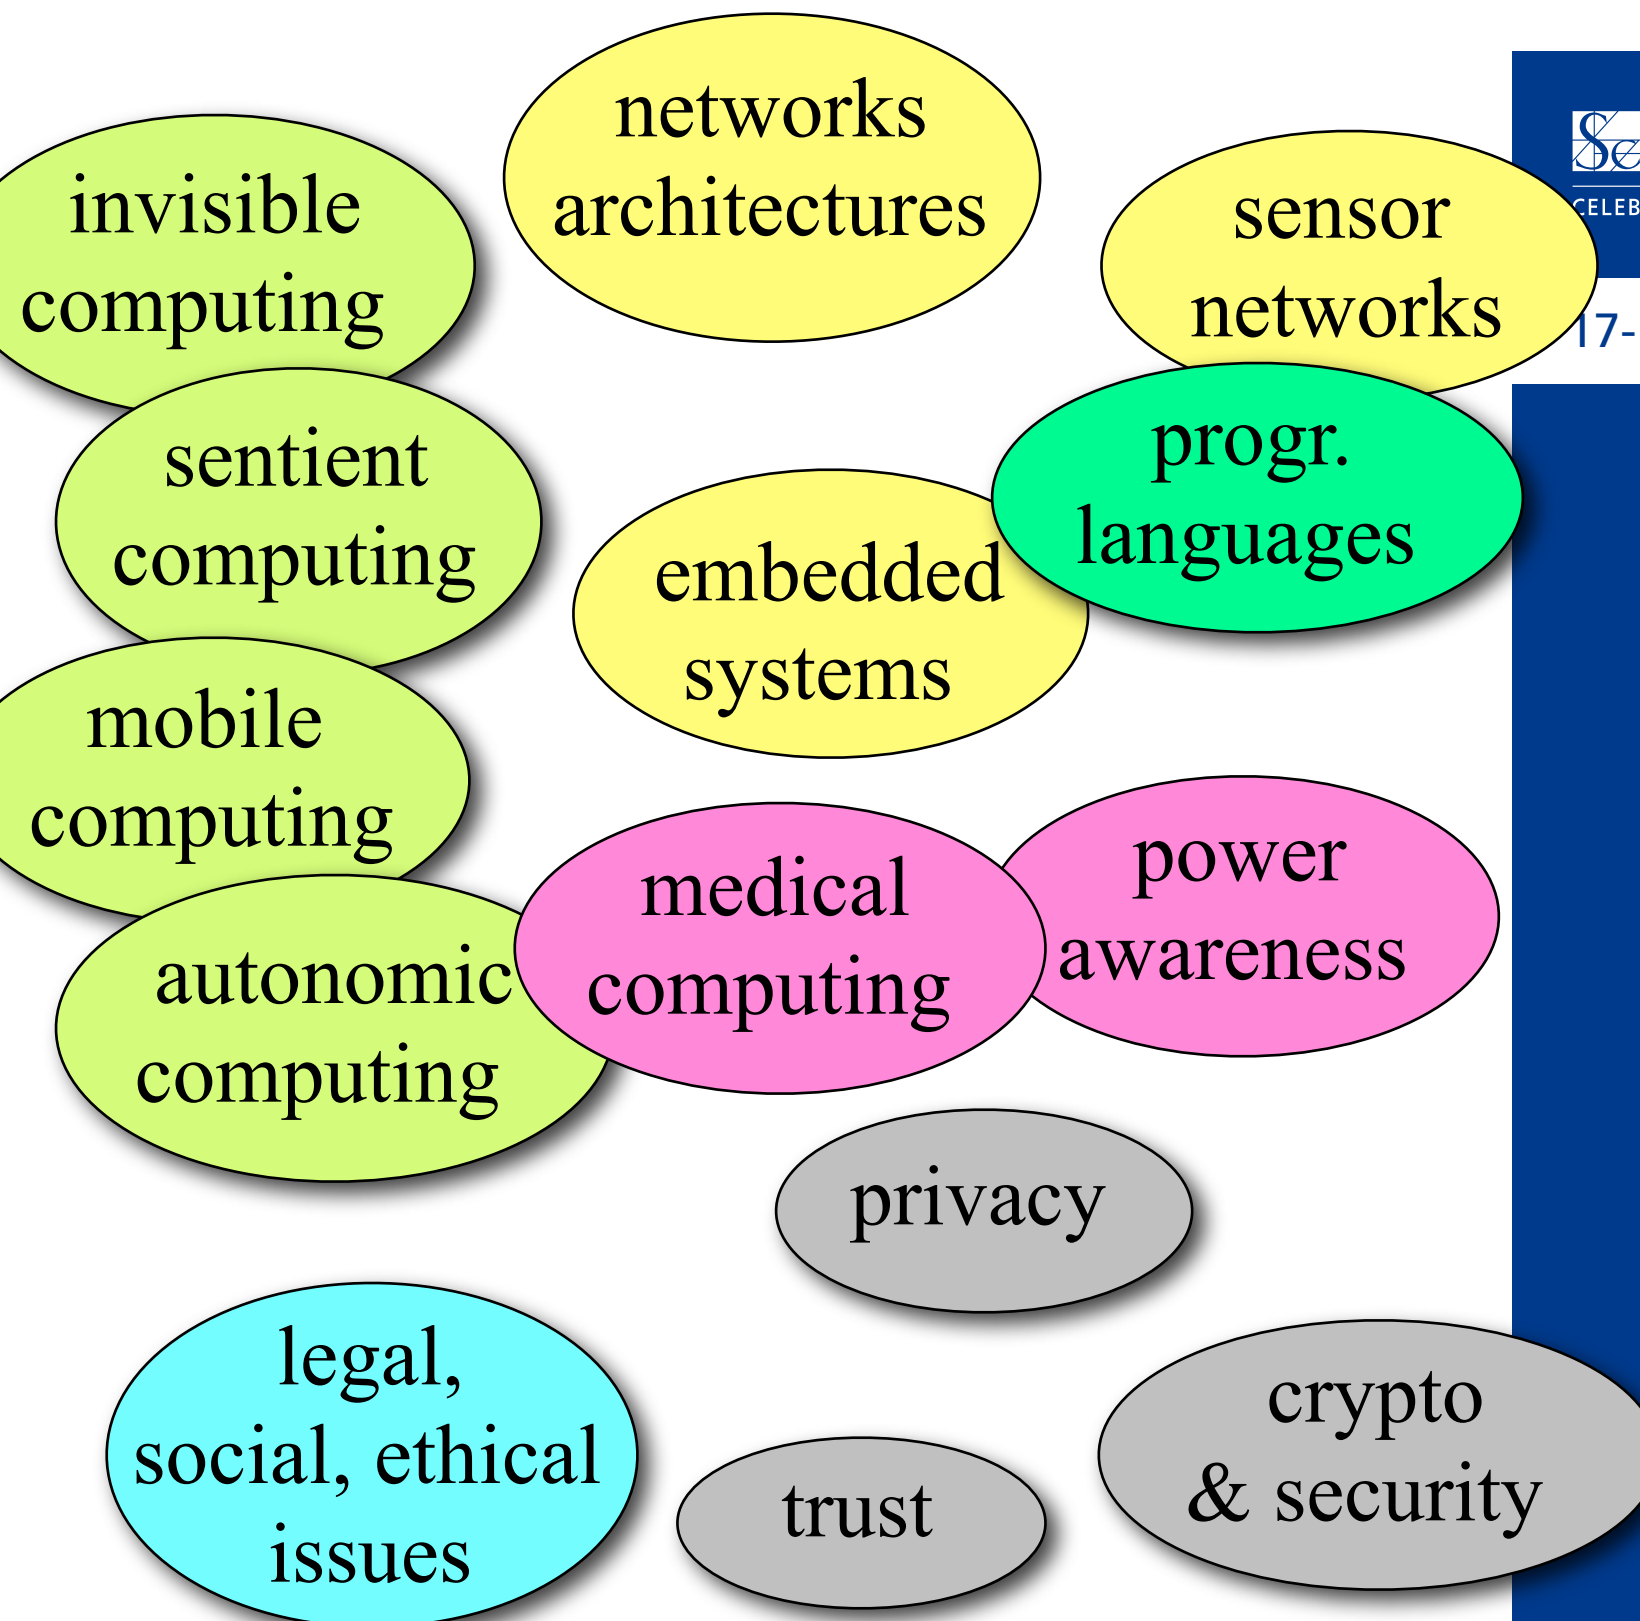 networks
architectures
invisible
computing
sensor
networks
17-
sentient
computing
progr.
languages
embedded
systems
mobile
computing
medical
computing
power
awareness
autonomic
computing
privacy
legal,
social, ethical
issues
crypto
& security
trust